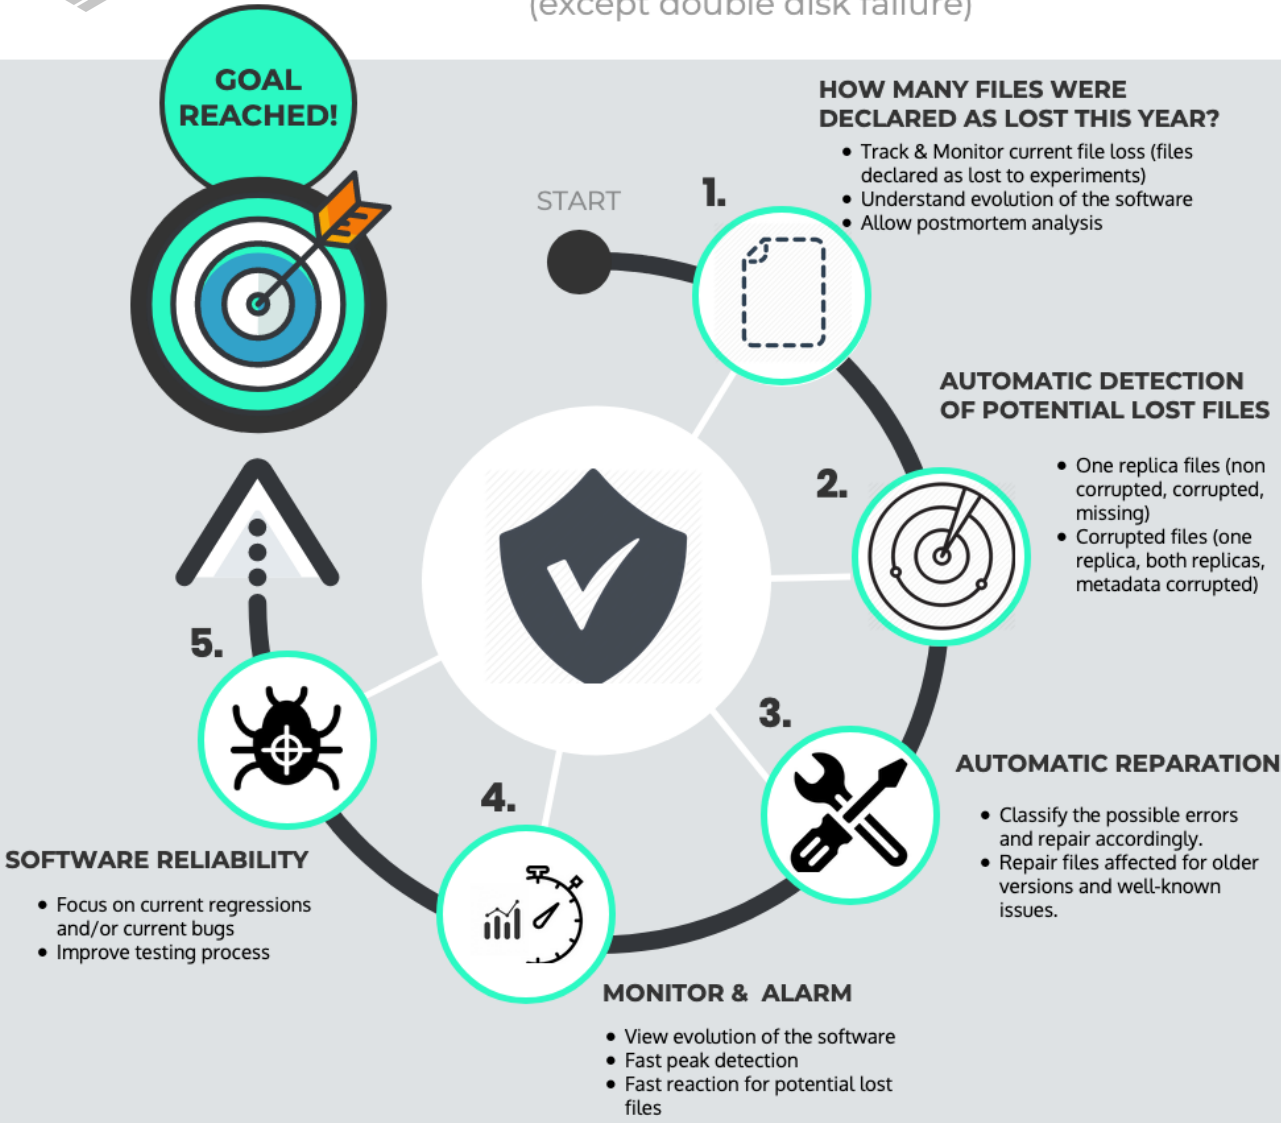 (except double disk failure)
GOAL
REACHED!
START
1.
HOW MANY FILES WERE
DECLARED AS LOST THIS YEAR?
• Track & Monitor current file loss (files
declared as lost to experiments)
• Understand evolution of the software
• Allow postmortem analysis
2.
AUTOMATIC DETECTION
OF POTENTIAL LOST FILES
• One replica files (non
corrupted, corrupted,
missing)
• Corrupted files (one
replica, both replicas,
metadata corrupted)
3.
AUTOMATIC REPARATION
• Classify the possible errors
and repair accordingly.
• Repair files affected for older
versions and well-known
issues.
4.
MONITOR & ALARM
• View evolution of the software
• Fast peak detection
• Fast reaction for potential lost
files
5.
SOFTWARE RELIABILITY
• Focus on current regressions
and/or current bugs
• Improve testing process